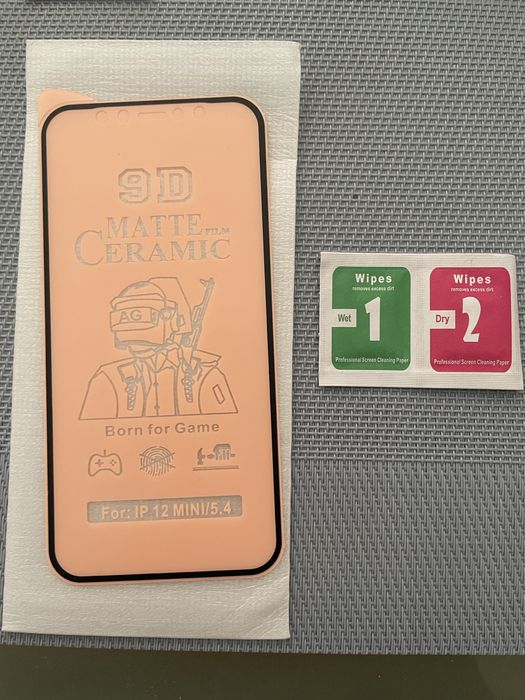 9D
MATTE FILM
CERAMIC
AG
Born for Game
For: IP 12 MINI/5.4
Wipes
removes excess dirt
Wet
1
Professional Screen Cleaning Paper
Wipes
removes excess dirt
Dry
2
Professional Screen Cleaning Paper